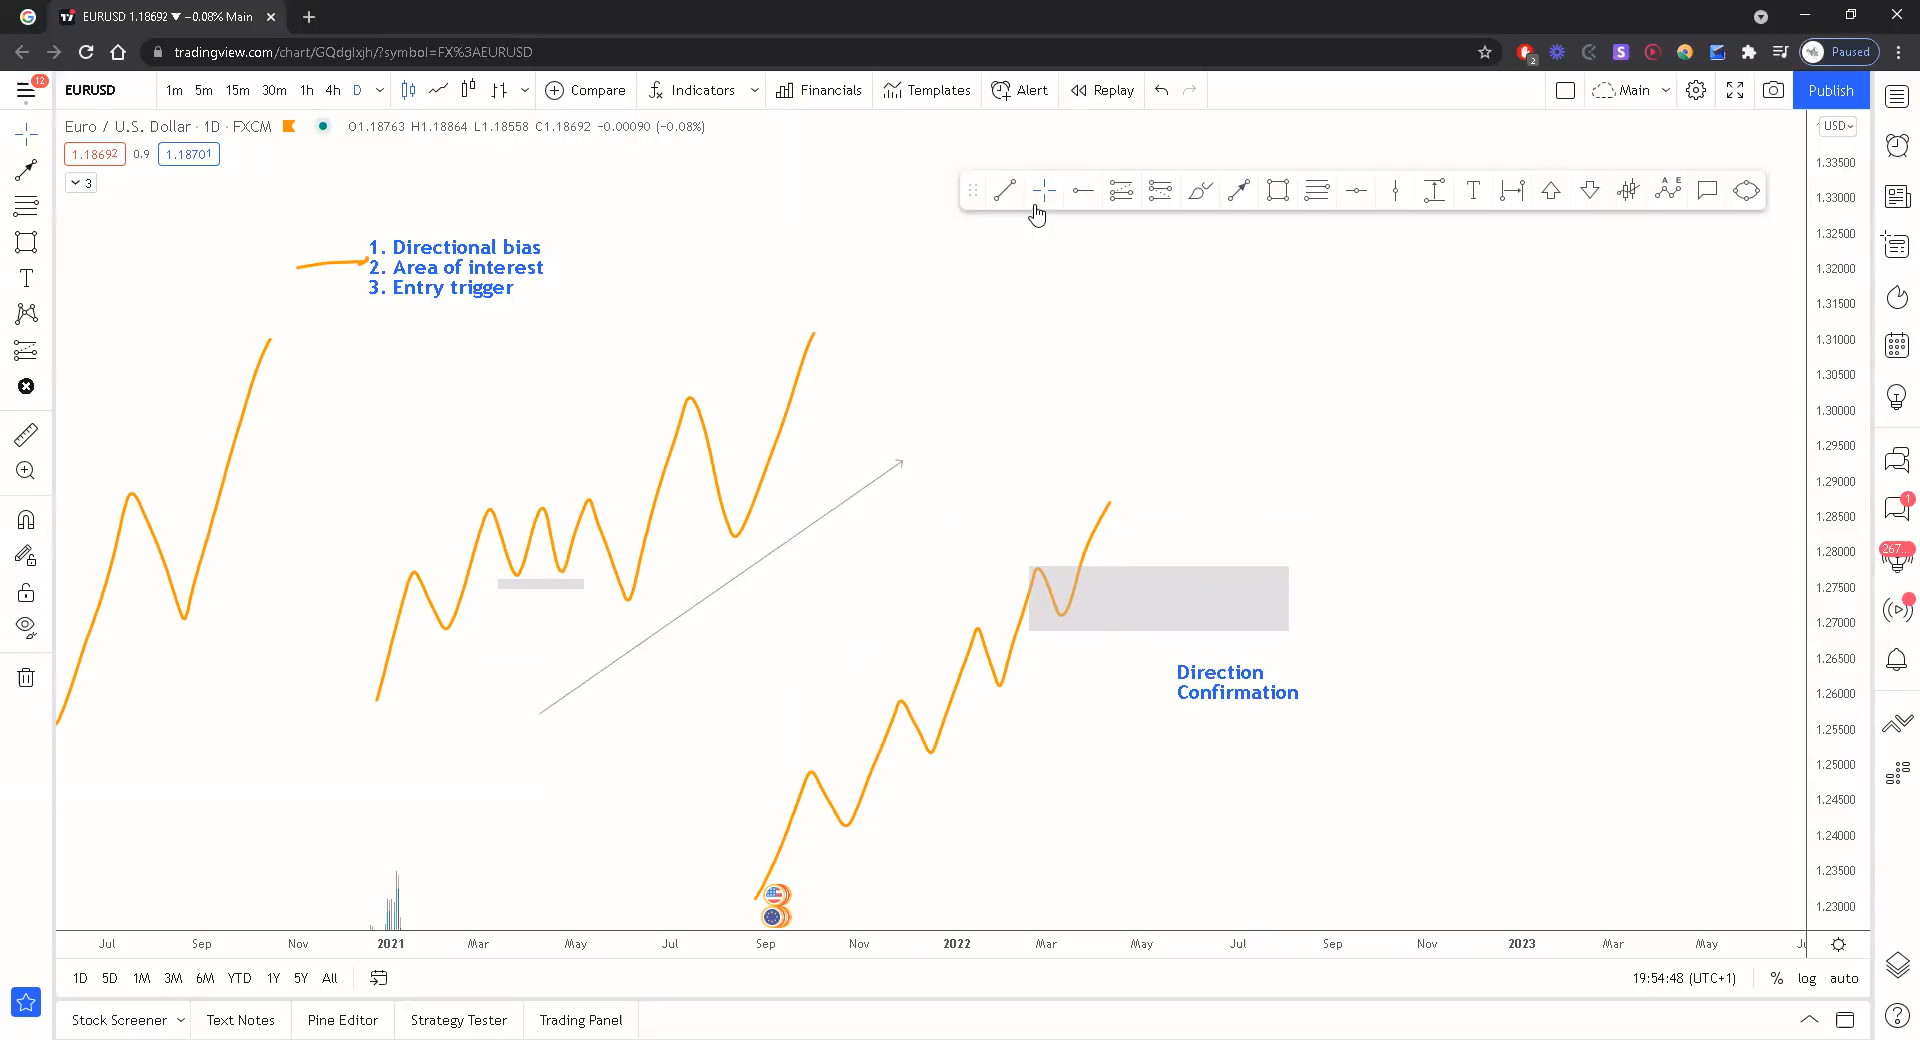 EURUSD 1.18692 ▼ −0.08% Main
tradingview.com/chart/GQdglxjh/?symbol=FX%3AEURUSD
2
Paused
12
EURUSD
1m 5m 15m 30m 1h 4h D
Compare
Indicators
Financials
Templates
Alert
Replay
Main
Publish
Euro / U.S. Dollar · 1D · FXCM
O1.18763 H1.18864 L1.18558 C1.18692 −0.00090 (−0.08%)
USD
1.18692 0.9 1.18701
3
1. Directional bias
2. Area of interest
3. Entry trigger
Direction
Confirmation
1.33500
1.33000
1.32500
1.32000
1.31500
1.31000
1.30500
1.30000
1.29500
1.29000
1.28500
1.28000
1.27500
1.27000
1.26500
1.26000
1.25500
1.25000
1.24500
1.24000
1.23500
1.23000
1
267...
Jul Sep Nov 2021 Mar May Jul Sep Nov 2022 Mar May Jul Sep Nov 2023 Mar May
1D 5D 1M 3M 6M YTD 1Y 5Y All
19:54:48 (UTC+1) % log auto
Stock Screener Text Notes Pine Editor Strategy Tester Trading Panel